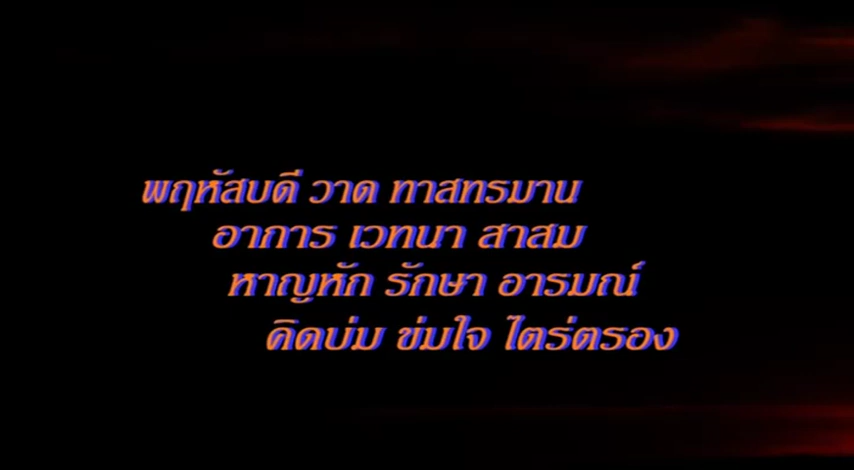 พฤหัสบดี วาด ทาสทรมาน
อาการ เวทนา สาสม
หาญหัก รักษา อารมณ์
คิดบ่ม ข่มใจ ไตร่ตรอง